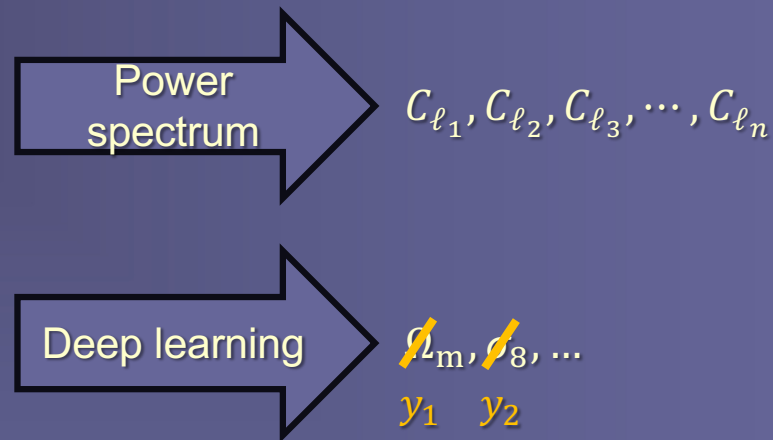 Power
spectrum
C_{ℓ_1}, C_{ℓ_2}, C_{ℓ_3}, ⋯, C_{ℓ_n}
Deep learning
Ω_m, σ_8, ...
y_1 y_2